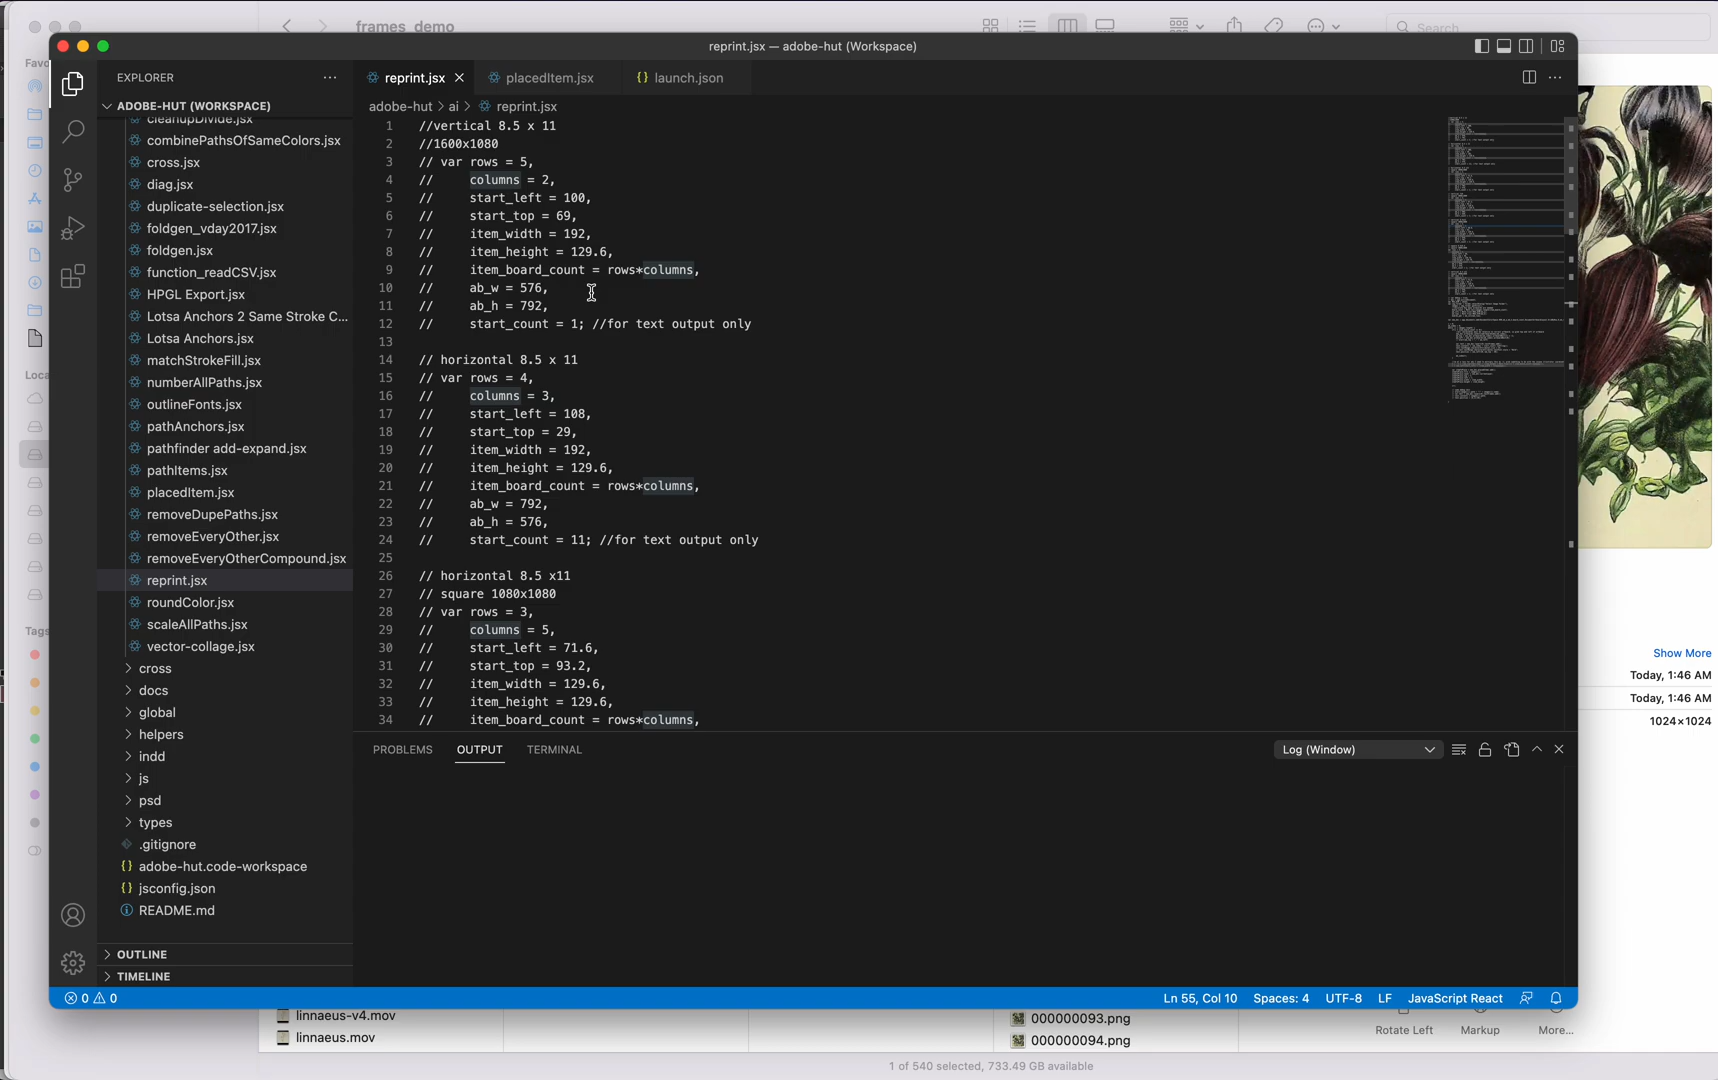 frames_demo
Search
reprint.jsx — adobe-hut (Workspace)
Favo
Loca
Tags
EXPLORER
ADOBE-HUT (WORKSPACE)
cleanupDivide.jsx
combinePathsOfSameColors.jsx
cross.jsx
diag.jsx
duplicate-selection.jsx
foldgen_vday2017.jsx
foldgen.jsx
function_readCSV.jsx
HPGL Export.jsx
Lotsa Anchors 2 Same Stroke C...
Lotsa Anchors.jsx
matchStrokeFill.jsx
numberAllPaths.jsx
outlineFonts.jsx
pathAnchors.jsx
pathfinder add-expand.jsx
pathItems.jsx
placedItem.jsx
removeDupePaths.jsx
removeEveryOther.jsx
removeEveryOtherCompound.jsx
reprint.jsx
roundColor.jsx
scaleAllPaths.jsx
vector-collage.jsx
cross
docs
global
helpers
indd
js
psd
types
.gitignore
adobe-hut.code-workspace
jsconfig.json
README.md
OUTLINE
TIMELINE
reprint.jsx
placedItem.jsx
launch.json
adobe-hut > ai > reprint.jsx
1 //vertical 8.5 x 11
2 //1600x1080
3 // var rows = 5,
4 // columns = 2,
5 // start_left = 100,
6 // start_top = 69,
7 // item_width = 192,
8 // item_height = 129.6,
9 // item_board_count = rows*columns,
10 // ab_w = 576,
11 // ab_h = 792,
12 // start_count = 1; //for text output only
13
14 // horizontal 8.5 x 11
15 // var rows = 4,
16 // columns = 3,
17 // start_left = 108,
18 // start_top = 29,
19 // item_width = 192,
20 // item_height = 129.6,
21 // item_board_count = rows*columns,
22 // ab_w = 792,
23 // ab_h = 576,
24 // start_count = 11; //for text output only
25
26 // horizontal 8.5 x11
27 // square 1080x1080
28 // var rows = 3,
29 // columns = 5,
30 // start_left = 71.6,
31 // start_top = 93.2,
32 // item_width = 129.6,
33 // item_height = 129.6,
34 // item_board_count = rows*columns,
PROBLEMS OUTPUT TERMINAL
Log (Window)
0 0
Ln 55, Col 10 Spaces: 4 UTF-8 LF JavaScript React
Show More
Today, 1:46 AM
Today, 1:46 AM
1024×1024
linnaeus-v4.mov
linnaeus.mov
000000093.png
000000094.png
Rotate Left
Markup
More...
1 of 540 selected, 733.49 GB available